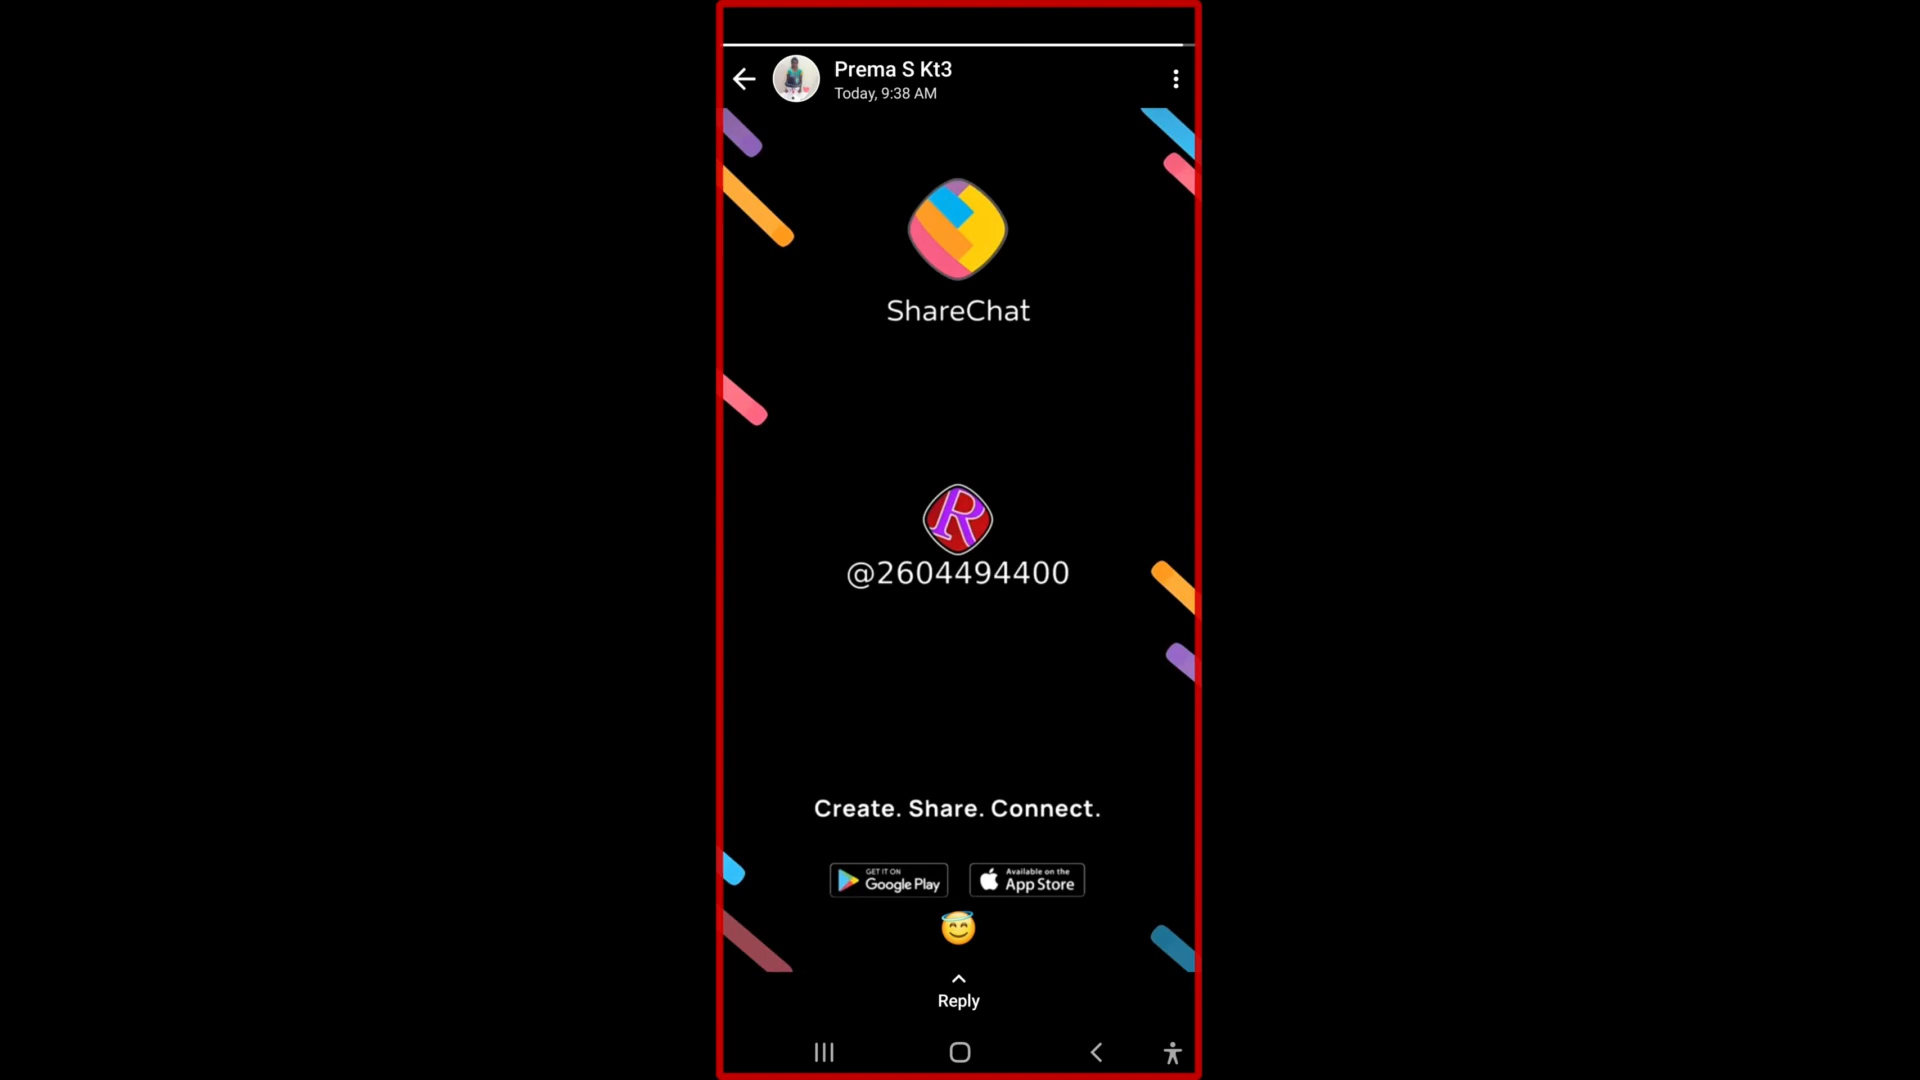 Prema S Kt3
Today, 9:38 AM
ShareChat
R
@2604494400
Create. Share. Connect.
GET IT ON
Google Play
Available on the
App Store
Reply